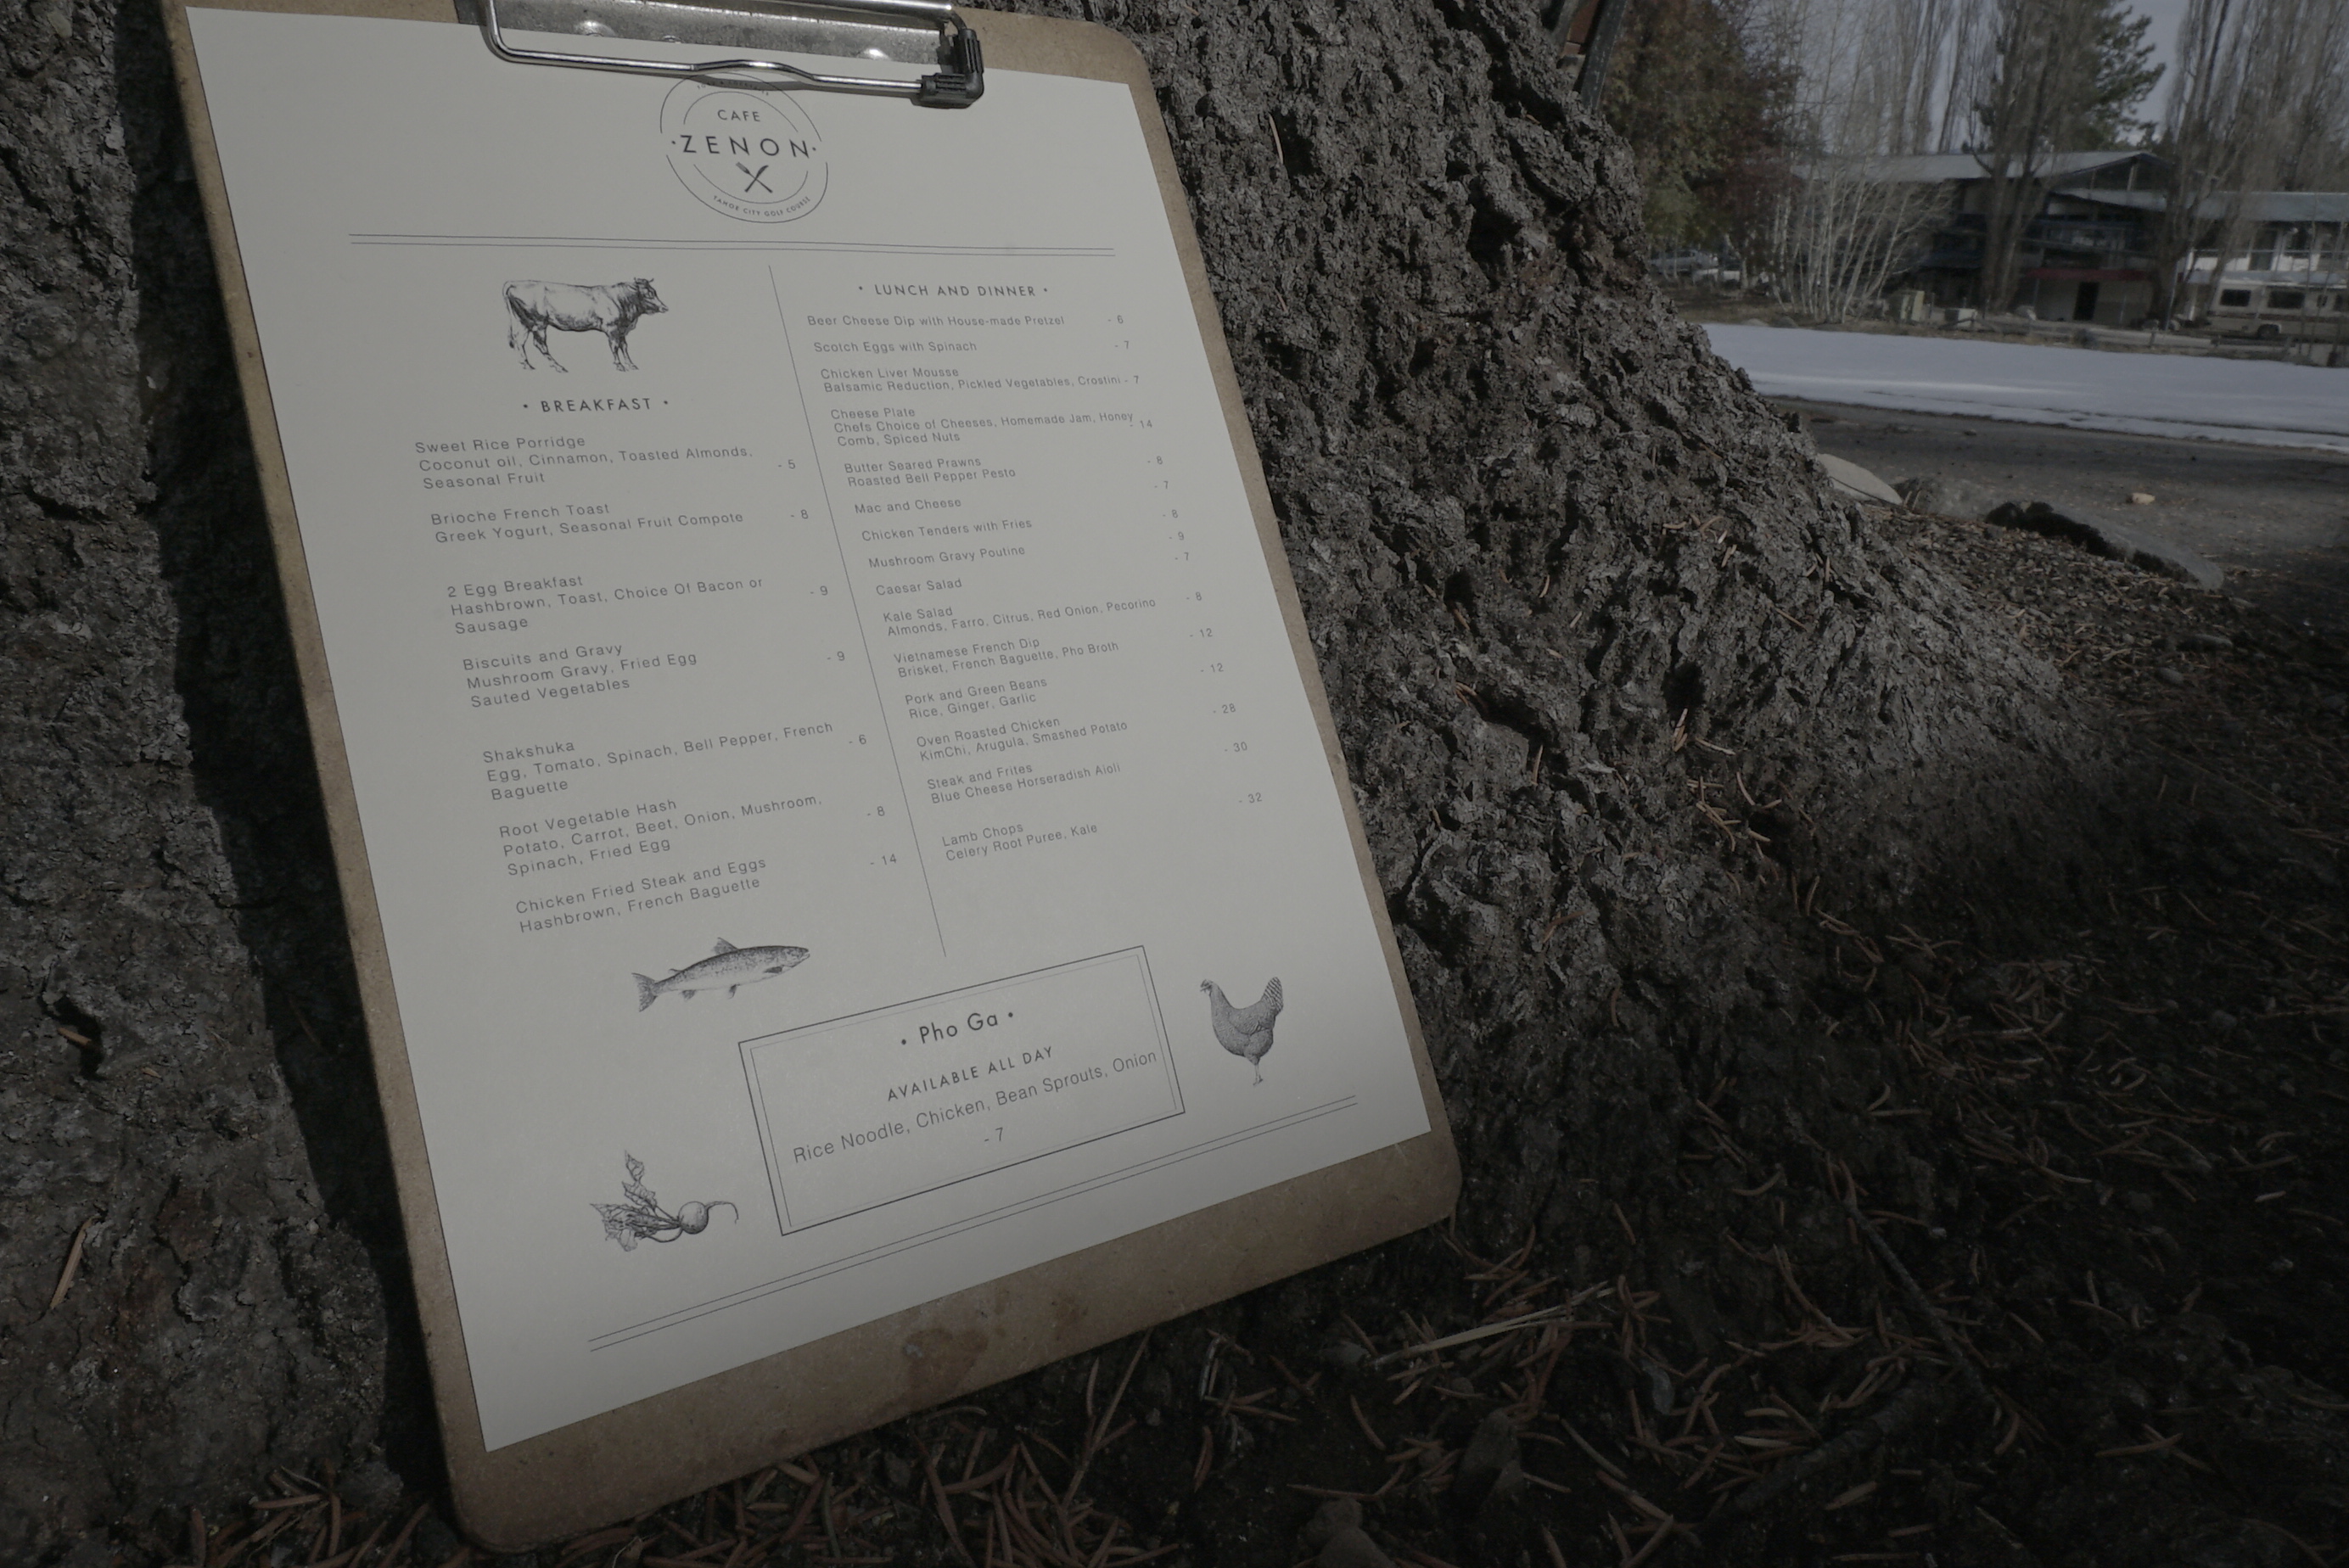 CAFE
·ZENON·
TAHOE CITY GOLF COURSE
· BREAKFAST ·
Sweet Rice Porridge
Coconut oil, Cinnamon, Toasted Almonds, - 5
Seasonal Fruit
Brioche French Toast
Greek Yogurt, Seasonal Fruit Compote - 8
2 Egg Breakfast
Hashbrown, Toast, Choice Of Bacon or - 9
Sausage
Biscuits and Gravy
Mushroom Gravy, Fried Egg - 9
Sauted Vegetables
Shakshuka
Egg, Tomato, Spinach, Bell Pepper, French - 6
Baguette
Root Vegetable Hash
Potato, Carrot, Beet, Onion, Mushroom, - 8
Spinach, Fried Egg
Chicken Fried Steak and Eggs - 14
Hashbrown, French Baguette
· LUNCH AND DINNER ·
Beer Cheese Dip with House-made Pretzel - 6
Scotch Eggs with Spinach - 7
Chicken Liver Mousse
Balsamic Reduction, Pickled Vegetables, Crostini - 7
Cheese Plate
Chefs Choice of Cheeses, Homemade Jam, Honey - 14
Comb, Spiced Nuts
Butter Seared Prawns - 8
Roasted Bell Pepper Pesto
Mac and Cheese - 7
Chicken Tenders with Fries - 8
Mushroom Gravy Poutine - 9
Caesar Salad - 7
Kale Salad
Almonds, Farro, Citrus, Red Onion, Pecorino - 8
Vietnamese French Dip - 12
Brisket, French Baguette, Pho Broth
Pork and Green Beans - 12
Rice, Ginger, Garlic
Oven Roasted Chicken - 28
KimChi, Arugula, Smashed Potato
Steak and Frites - 30
Blue Cheese Horseradish Aioli
Lamb Chops - 32
Celery Root Puree, Kale
· Pho Ga ·
AVAILABLE ALL DAY
Rice Noodle, Chicken, Bean Sprouts, Onion
- 7